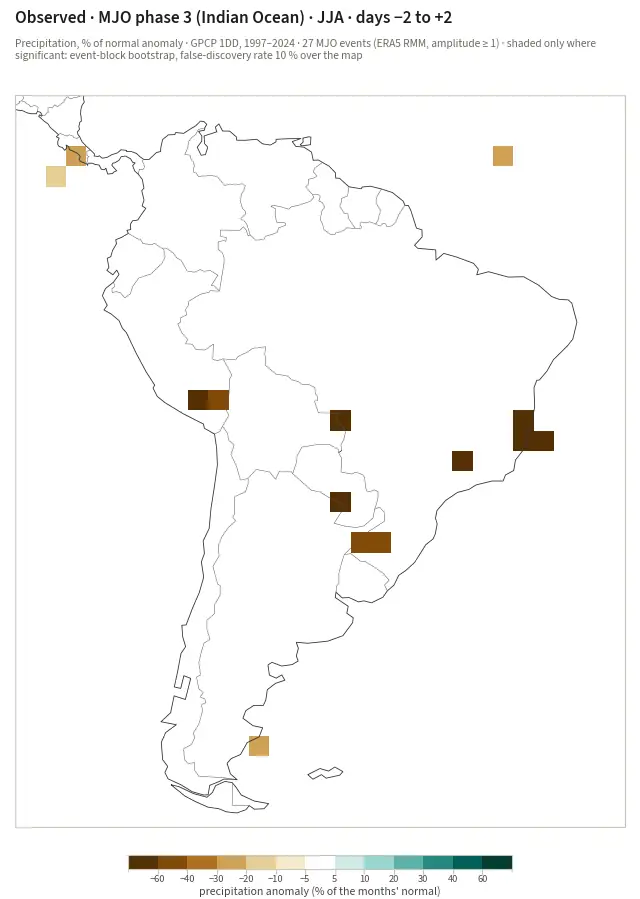 Observed · MJO phase 3 (Indian Ocean) · JJA · days −2 to +2
Precipitation, % of normal anomaly · GPCP 1DD, 1997–2024 · 27 MJO events (ERA5 RMM, amplitude ≥ 1) · shaded only where
significant: event-block bootstrap, false-discovery rate 10 % over the map
−60 −40 −30 −20 −10 −5 5 10 20 30 40 60
precipitation anomaly (% of the months' normal)